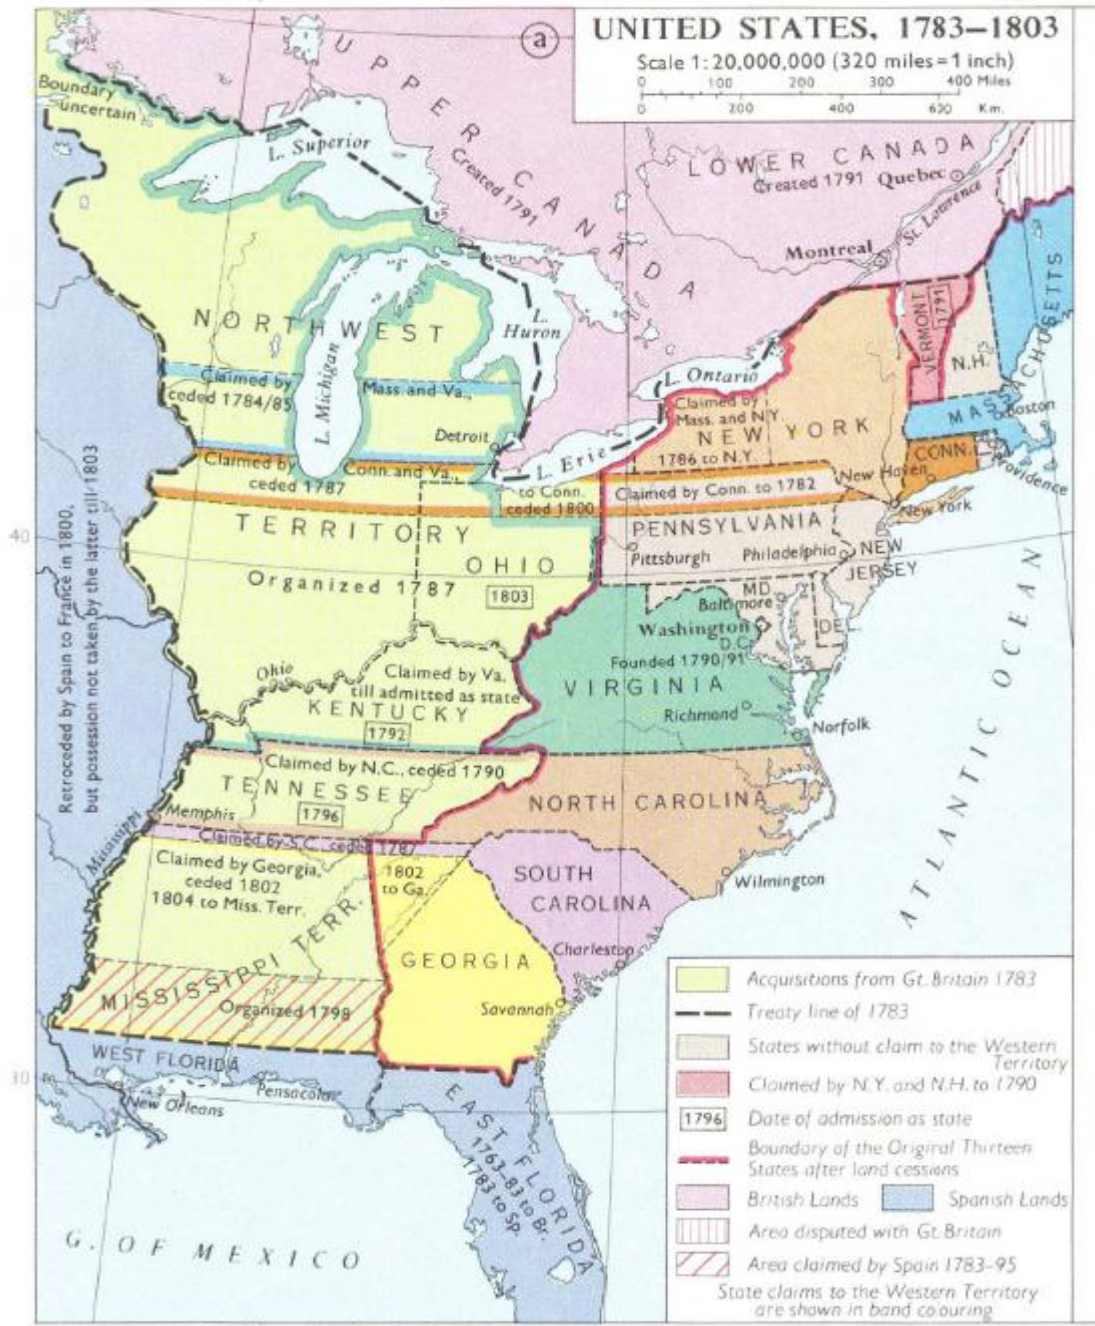 UNITED STATES, 1783–1803
Scale 1:20,000,000 (320 miles=1 inch)
0 100 200 300 400 Miles
0 200 400 600 Km.
a
UPPER CANADA
Created 1791
LOWER CANADA
Created 1791
Quebec
St. Lawrence
Montreal
Boundary
uncertain
L. Superior
L. Michigan
L.
Huron
L. Ontario
L. Erie
NORTHWEST
Claimed by
Mass. and Va.,
ceded 1784/85
Detroit
Claimed by
Conn. and Va.,
ceded 1787
to Conn.
ceded 1800
TERRITORY
Organized 1787
OHIO
1803
Claimed by
Mass. and N.Y.
NEW YORK
1786 to N.Y.
VERMONT
1791
N.H.
MASSACHUSETTS
MASS
Boston
CONN.
Providence
New Haven
New York
Claimed by Conn. to 1782
PENNSYLVANIA
Pittsburgh
Philadelphia
NEW
JERSEY
MD.
Baltimore
DEL.
Washington
D.C.
Founded 1790/91
VIRGINIA
Richmond
Norfolk
Ohio
Claimed by Va.
till admitted as state
KENTUCKY
1792
Claimed by N.C., ceded 1790
TENNESSEE
1796
Memphis
Mississippi
NORTH CAROLINA
Wilmington
Claimed by S.C., ceded 1787
Claimed by Georgia,
ceded 1802
1804 to Miss. Terr.
1802
to Ga.
SOUTH
CAROLINA
Charleston
GEORGIA
Savannah
MISSISSIPPI TERR.
Organized 1798
WEST FLORIDA
Pensacola
New Orleans
EAST FLORIDA
1763–83 to Br.
1783 to Sp.
G. OF MEXICO
ATLANTIC OCEAN
Retroceded by Spain to France in 1800,
but possession not taken by the latter till 1803
40
30
Acquisitions from Gt. Britain 1783
Treaty line of 1783
States without claim to the Western
Territory
Claimed by N.Y. and N.H. to 1790
1796 Date of admission as state
Boundary of the Original Thirteen
States after land cessions
British Lands Spanish Lands
Area disputed with Gt. Britain
Area claimed by Spain 1783–95
State claims to the Western Territory
are shown in band colouring